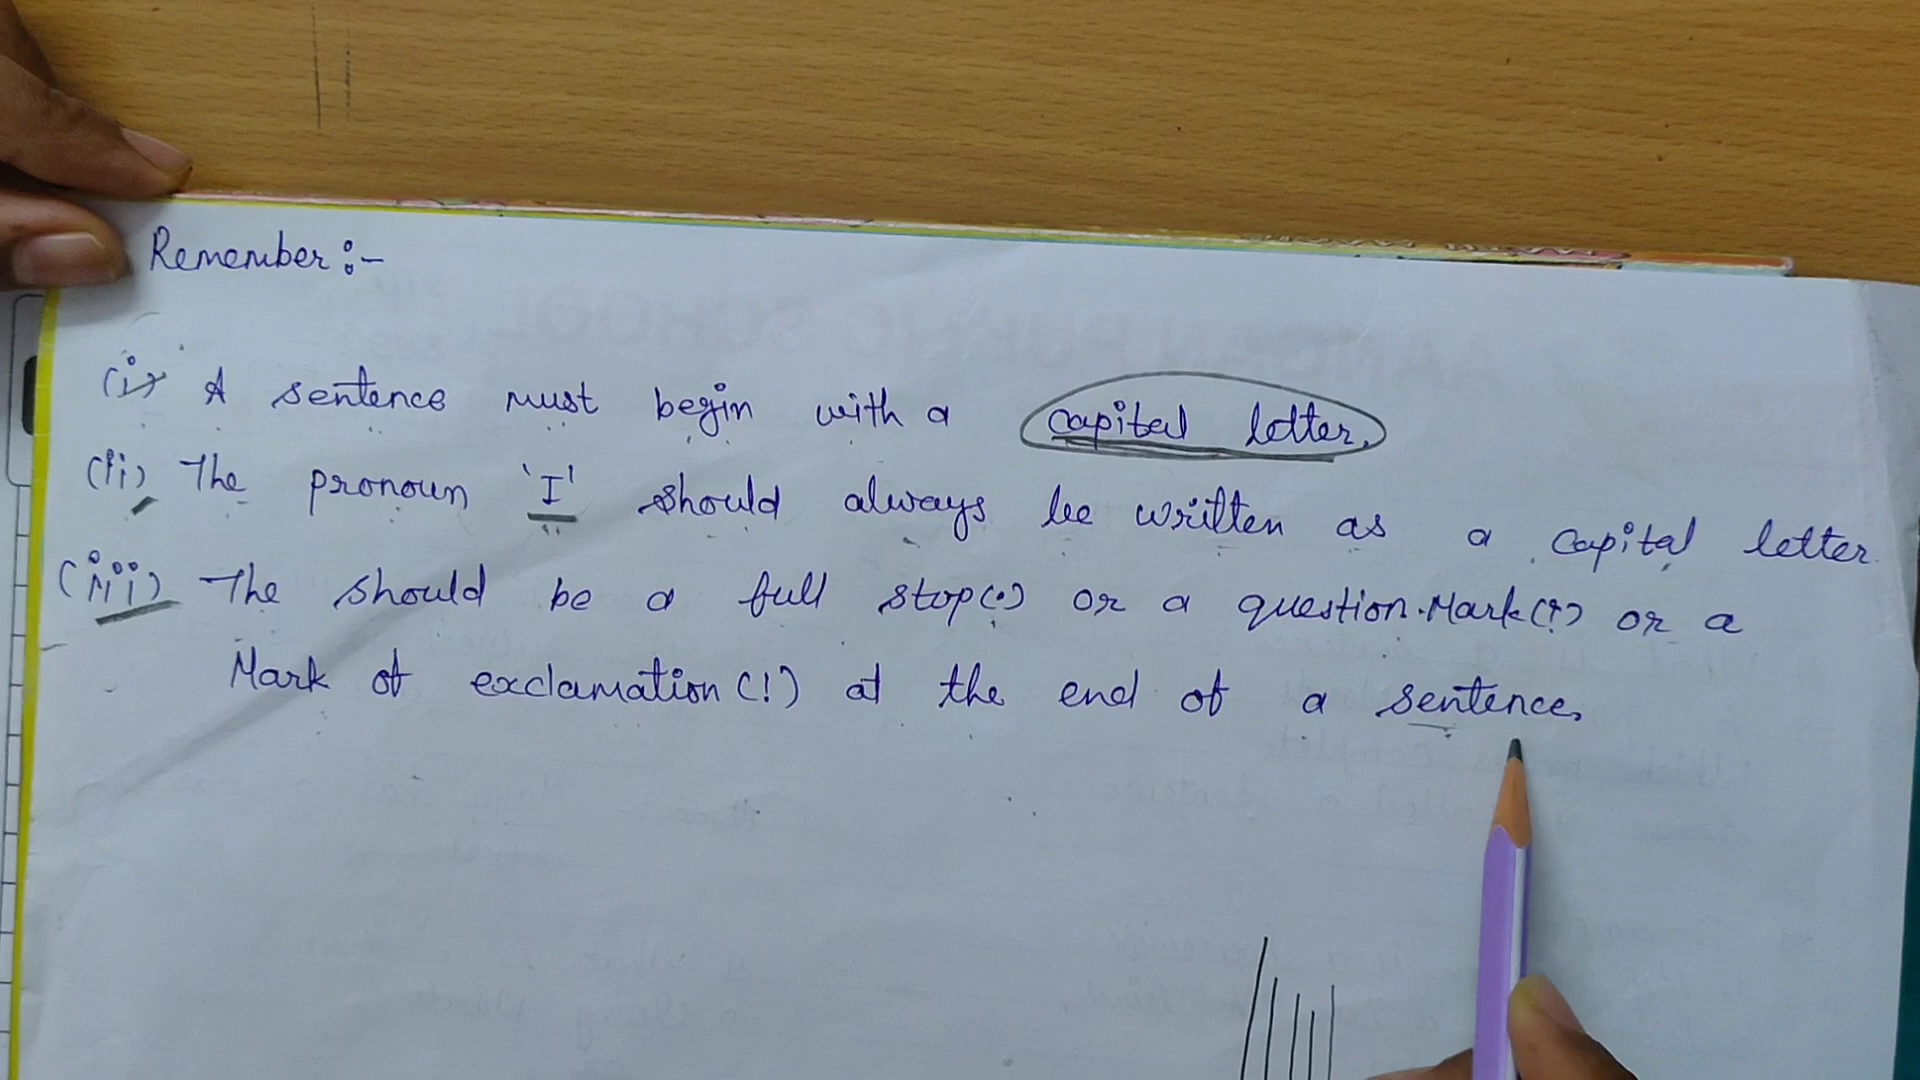 Remember:-
(i) A sentence must begin with a capital letter.
(ii) The pronoun 'I' should always be written as a capital letter
(iii) The should be a full stop(.) or a question Mark(?) or a
Mark of exclamation(!) at the end of a sentence.